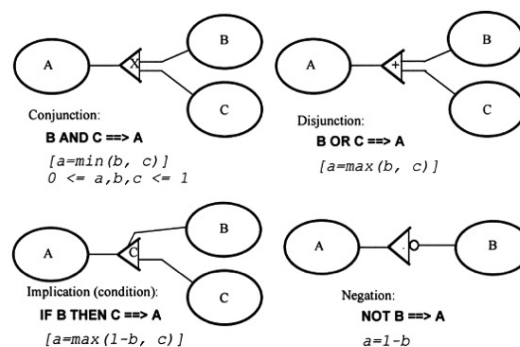 A
X
B
C
Conjunction:
B AND C ==> A
[a=min(b, c)]
0 <= a,b,c <= 1
A
+
B
C
Disjunction:
B OR C ==> A
[a=max(b, c)]
A
C
B
C
Implication (condition):
IF B THEN C ==> A
[a=max(1-b, c)]
A
B
Negation:
NOT B ==> A
a=1-b